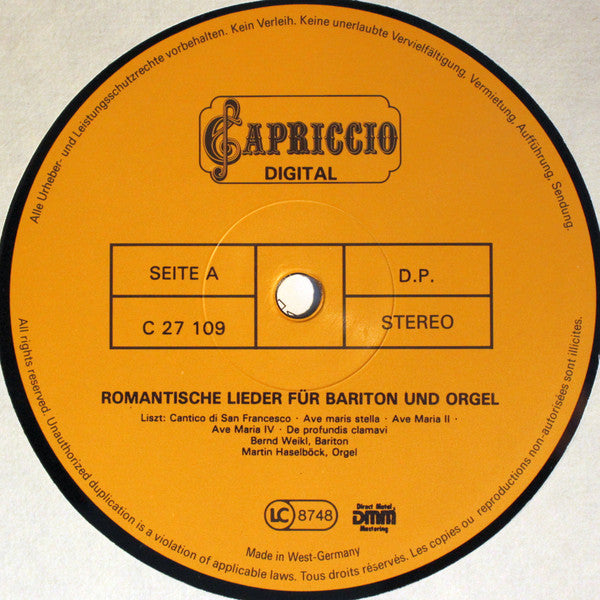 Alle Urheber- und Leistungsschutzrechte vorbehalten. Kein Verleih. Keine unerlaubte Vervielfältigung, Vermietung, Aufführung, Sendung.
CAPRICCIO
DIGITAL
SEITE A
D.P.
C 27 109
STEREO
ROMANTISCHE LIEDER FÜR BARITON UND ORGEL
Liszt: Cantico di San Francesco · Ave maris stella · Ave Maria II ·
Ave Maria IV · De profundis clamavi
Bernd Weikl, Bariton
Martin Haselböck, Orgel
LC 8748
Direct Metal
DMM
Mastering
Made in West-Germany
All rights reserved. Unauthorized duplication is a violation of applicable laws. Tous droits réservés. Les copies ou reproductions non-autorisées sont illicites.